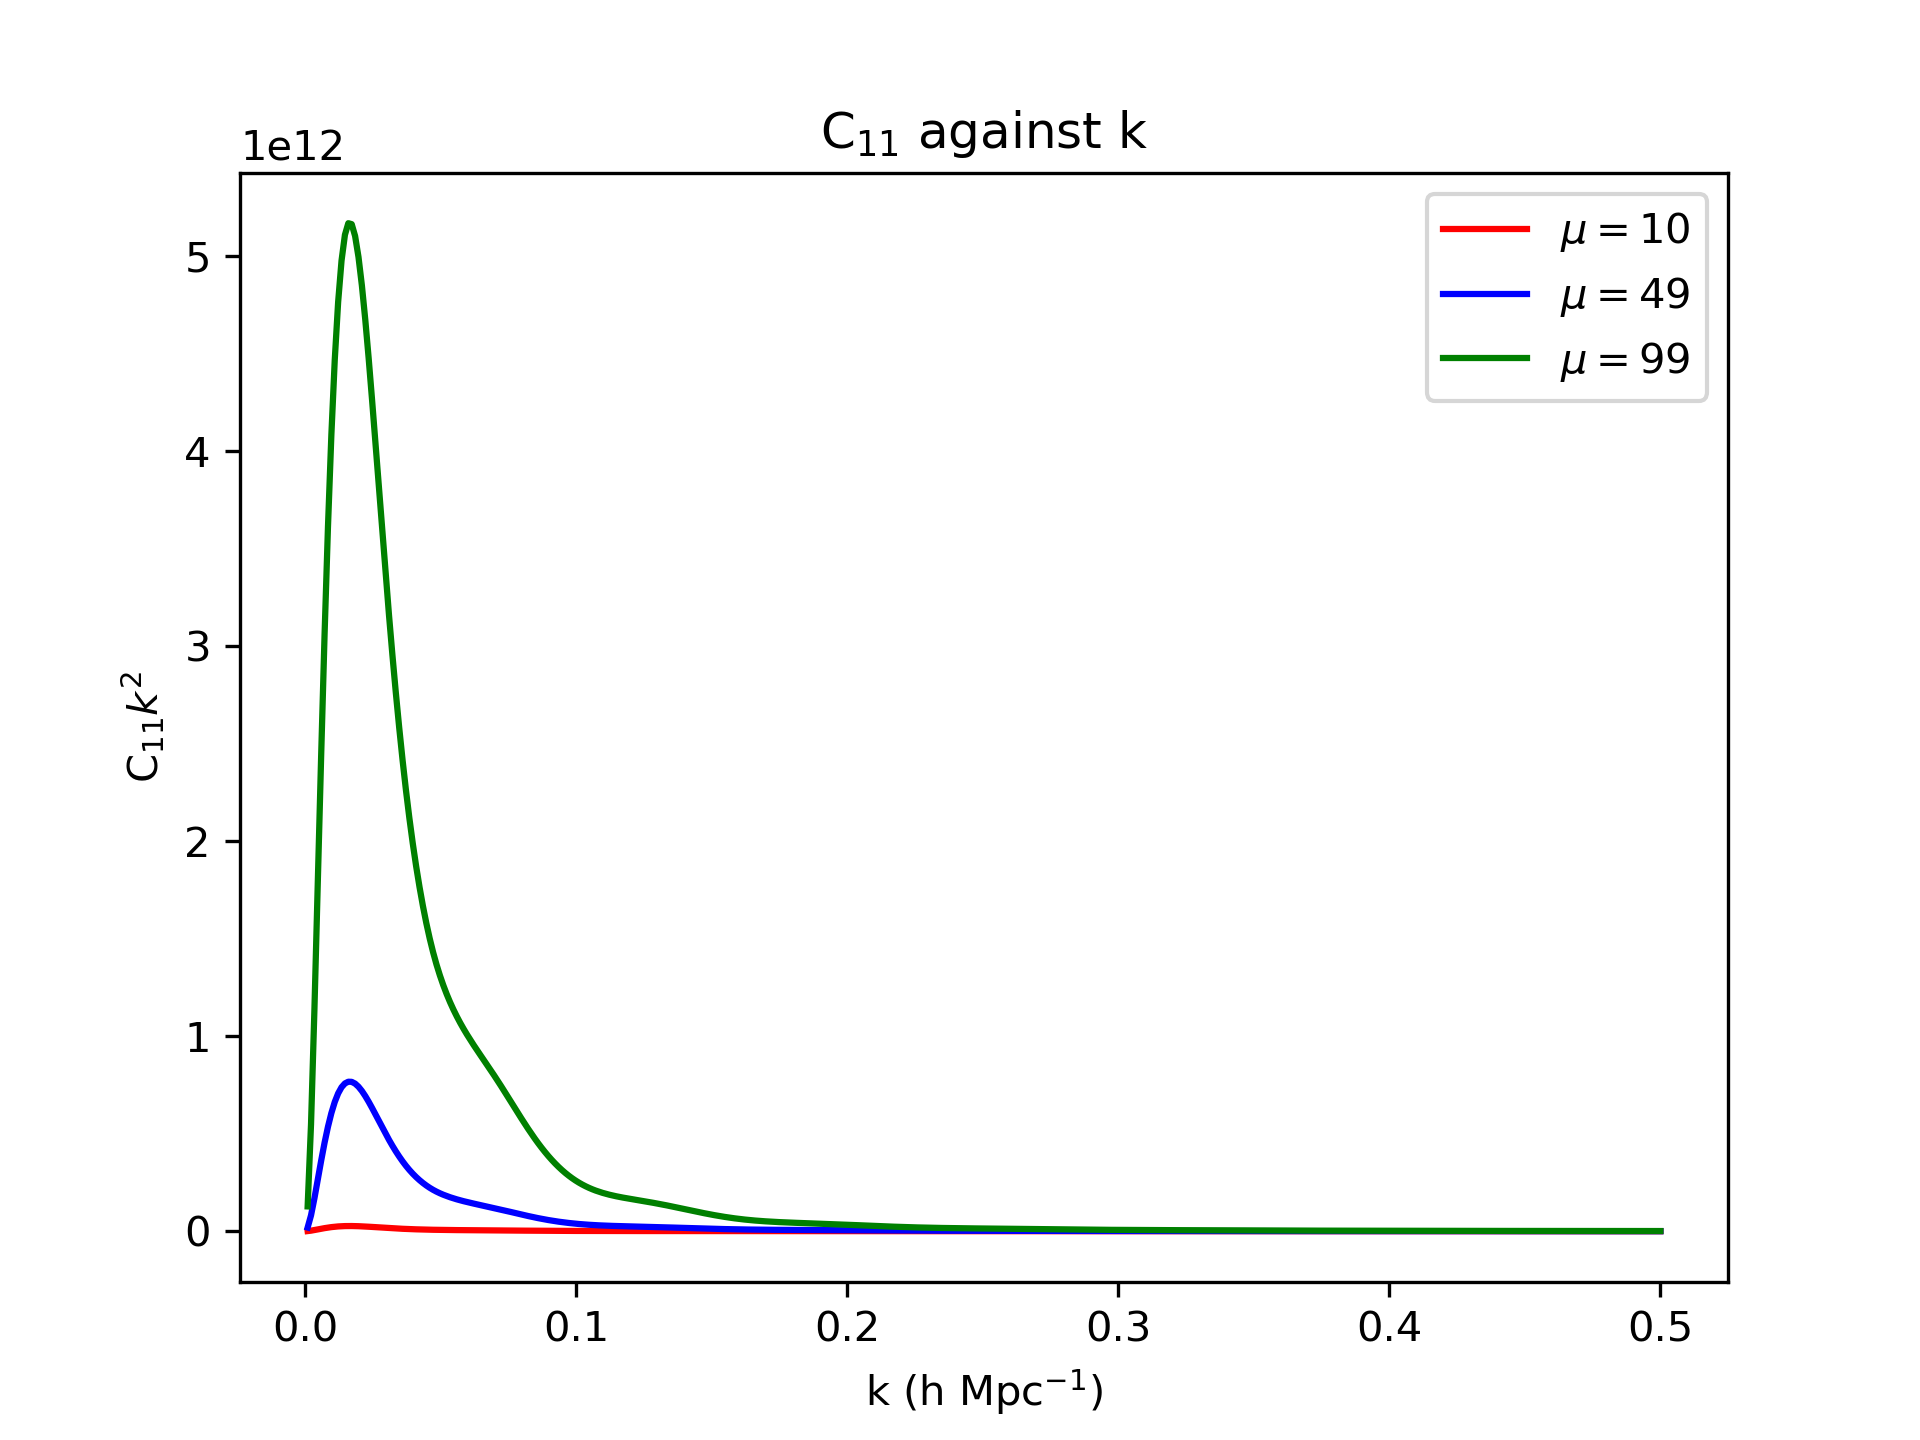 C₁₁ against k
1e12
5
4
3
2
1
0
C₁₁k²
0.0 0.1 0.2 0.3 0.4 0.5
k (h Mpc⁻¹)
μ = 10
μ = 49
μ = 99